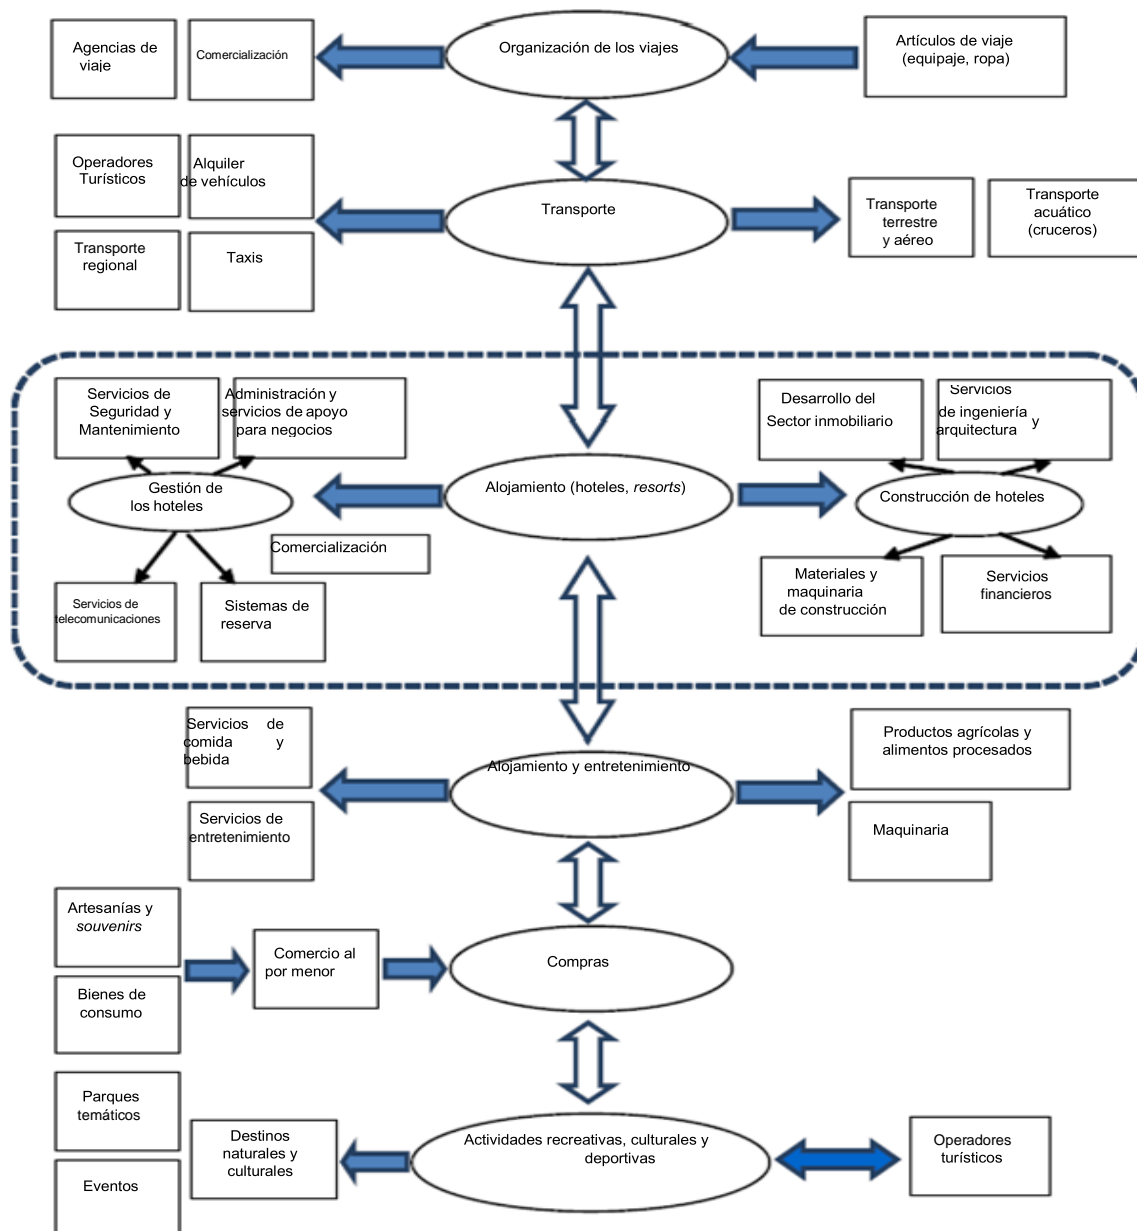 Agencias de
viaje
Comercialización
Organización de los viajes
Artículos de viaje
(equipaje, ropa)
Operadores
Turísticos
Alquiler
de vehículos
Transporte
regional
Taxis
Transporte
Transporte
terrestre
y aéreo
Transporte
acuático
(cruceros)
Servicios de
Seguridad y
Mantenimiento
Administración y
servicios de apoyo
para negocios
Desarrollo del
Sector inmobiliario
Servicios
de ingeniería
arquitectura y
Gestión de
los hoteles
Alojamiento (hoteles, resorts)
Construcción de hoteles
Comercialización
Servicios de
telecomunicaciones
Sistemas de
reserva
Materiales y
maquinaria
de construcción
Servicios
financieros
Servicios de
comida y
bebida
Servicios de
entretenimiento
Alojamiento y entretenimiento
Productos agrícolas y
alimentos procesados
Maquinaria
Artesanías y
souvenirs
Bienes de
consumo
Comercio al
por menor
Compras
Parques
temáticos
Eventos
Destinos
naturales y
culturales
Actividades recreativas, culturales y
deportivas
Operadores
turísticos